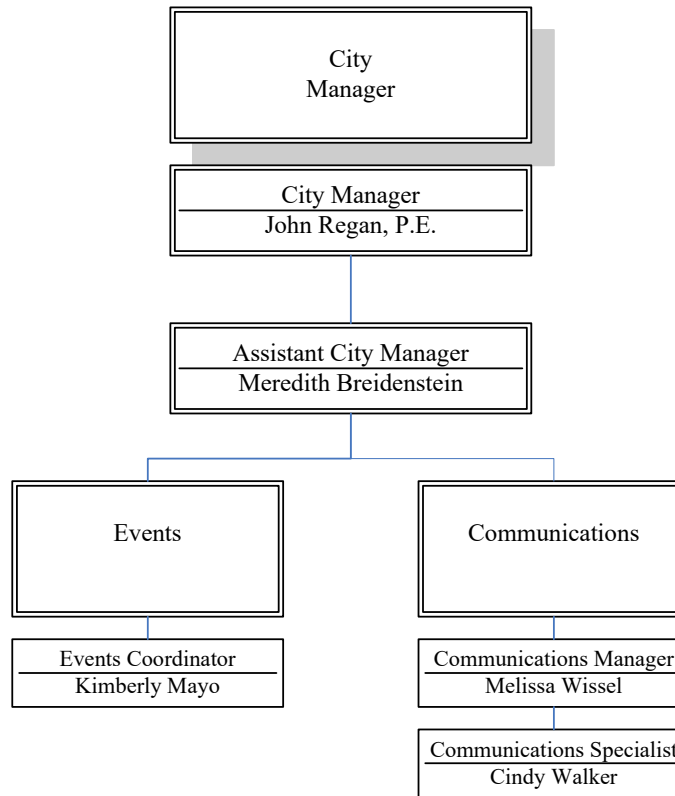 City
Manager
City Manager
John Regan, P.E.
Assistant City Manager
Meredith Breidenstein
Events
Communications
Events Coordinator
Kimberly Mayo
Communications Manager
Melissa Wissel
Communications Specialist
Cindy Walker